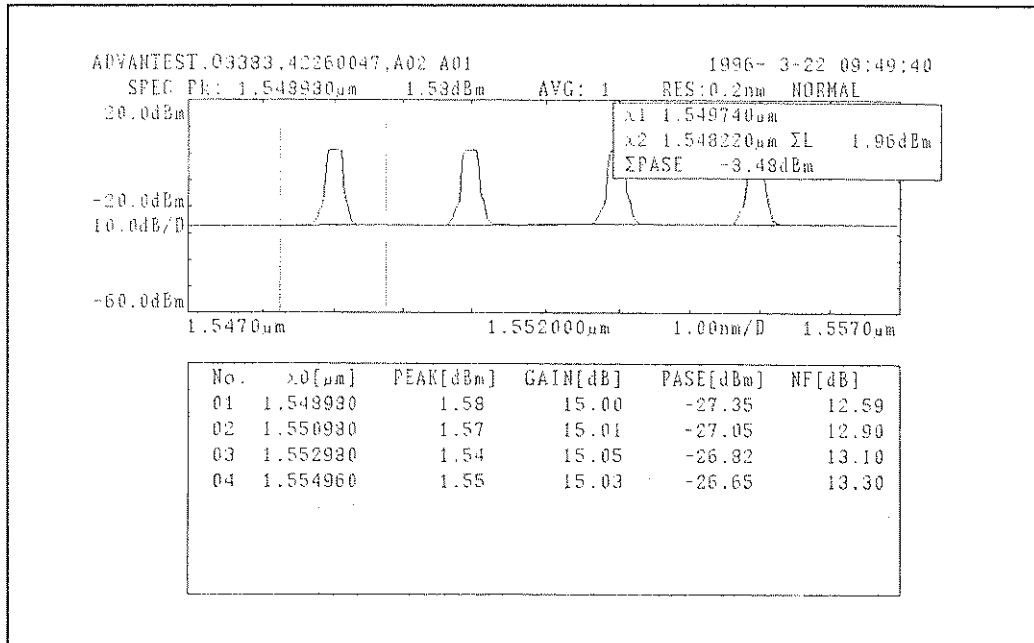 ADVANTEST,Q8383,42260047,A02 A01 1996- 3-22 09:49:40
SPEC Pk: 1.548980μm 1.58dBm AVG: 1 RES:0.2nm NORMAL
20.0dBm
λ1 1.549740μm
λ2 1.548220μm ΣL 1.96dBm
ΣPASE -3.48dBm
-20.0dBm
10.0dB/D
-60.0dBm
1.5470μm 1.552000μm 1.00nm/D 1.5570μm
No. λ0[μm] PEAK[dBm] GAIN[dB] PASE[dBm] NF[dB]
01 1.548980 1.58 15.00 -27.35 12.59
02 1.550980 1.57 15.01 -27.05 12.90
03 1.552980 1.54 15.05 -26.82 13.10
04 1.554960 1.55 15.03 -26.65 13.30